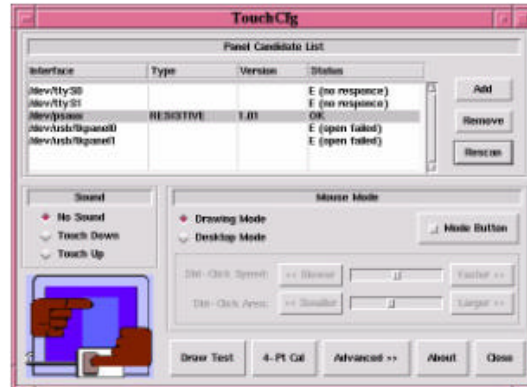 TouchCfg
Panel Candidate List
Interface Type Version Status
/dev/ttyS0 E (no responce)
/dev/ttyS1 E (no responce)
/dev/psaux RESISTIVE 1.01 OK
/dev/usb/tkpanel0 E (open failed)
/dev/usb/tkpanel1 E (open failed)
Add
Remove
Rescan
Sound
No Sound
Touch Down
Touch Up
Mouse Mode
Drawing Mode
Desktop Mode
Mode Button
Dbl-Click Speed: << Slower Faster >>
Dbl-Click Area: << Smaller Larger >>
Draw Test
4-Pt Cal
Advanced >>
About
Close